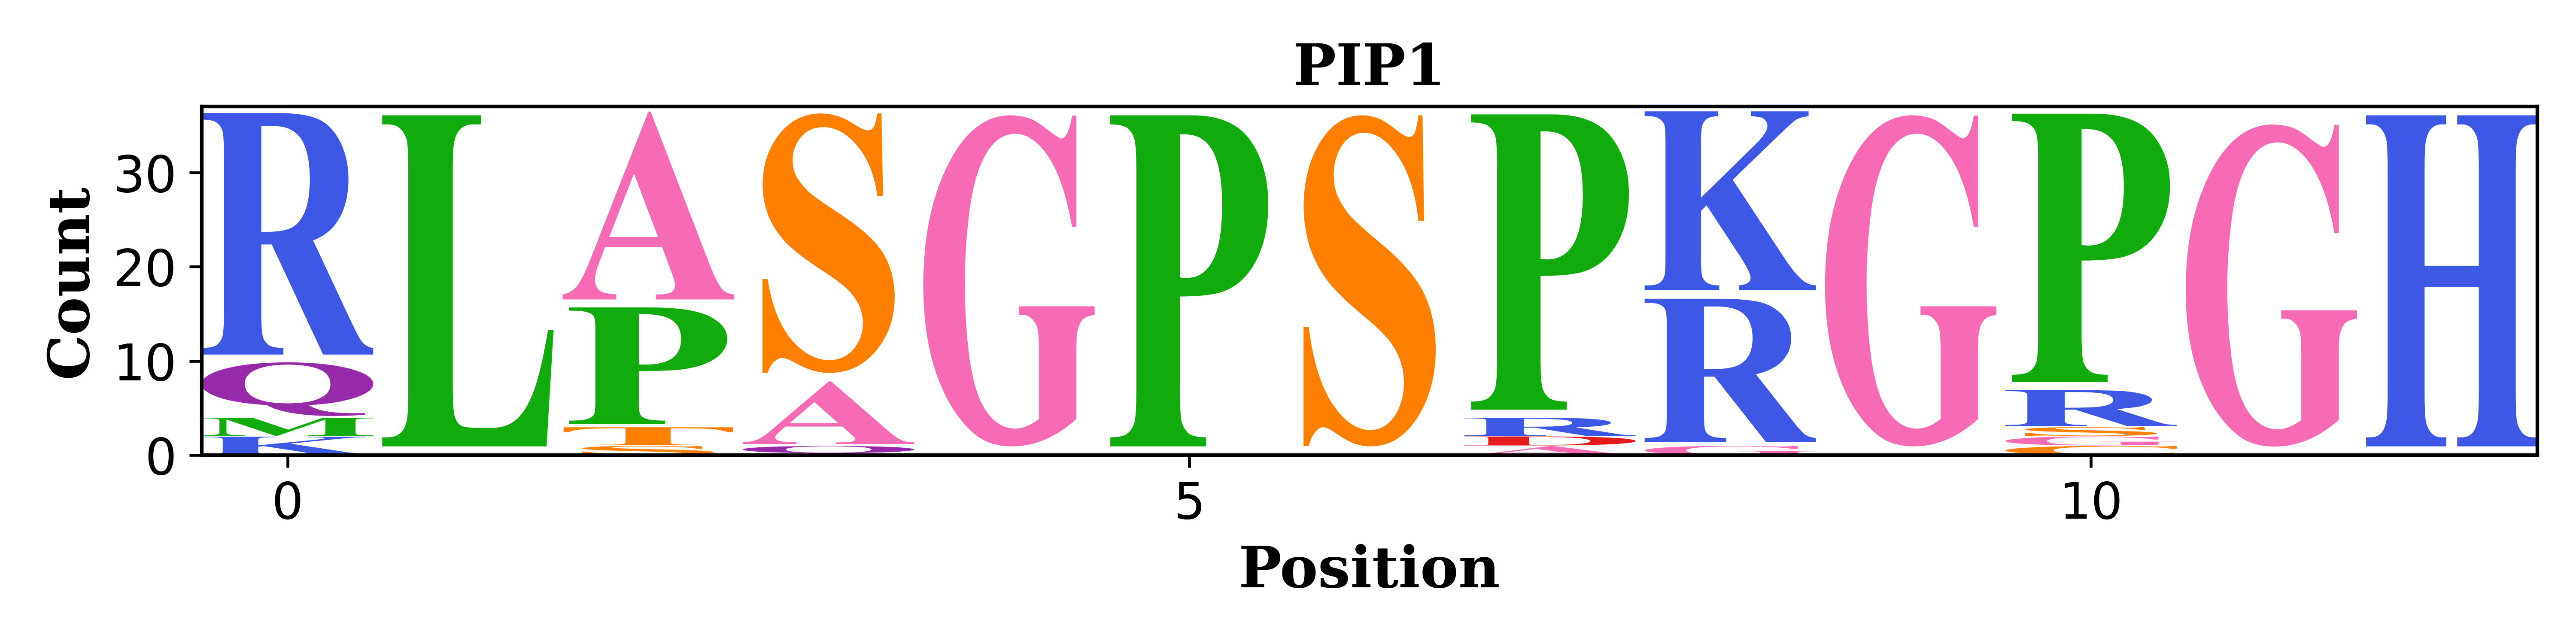 PIP1
Count
30
20
10
0
R L A S G P S P K G P G H
Q P A R R R
M T Q D G S
K S A G
G
0 5 10
Position